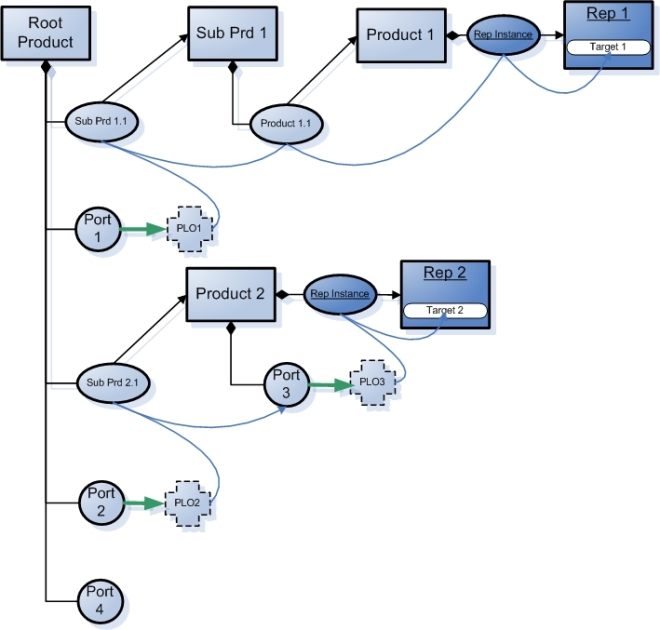 Root
Product
Sub Prd 1
Product 1
Rep Instance
Rep 1
Target 1
Sub Prd 1.1
Product 1.1
Port
1
PLO1
Product 2
Rep Instance
Rep 2
Target 2
Sub Prd 2.1
Port
3
PLO3
Port
2
PLO2
Port
4